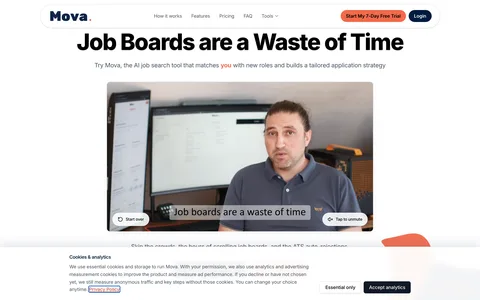 Mova.
How it works Features Pricing FAQ Tools
Start My 7-Day Free Trial
Login
Job Boards are a Waste of Time
Try Mova, the AI job search tool that matches you with new roles and builds a tailored application strategy
Job boards are a waste of time
Start over
Tap to unmute
Cookies & analytics
We use essential cookies and storage to run Mova. With your permission, we also use analytics and advertising
measurement cookies to improve the product and measure ad performance. If you decline or have not chosen
yet, we still measure anonymous traffic and key steps without those cookies. You can change your choice
anytime. Privacy Policy
Essential only
Accept analytics